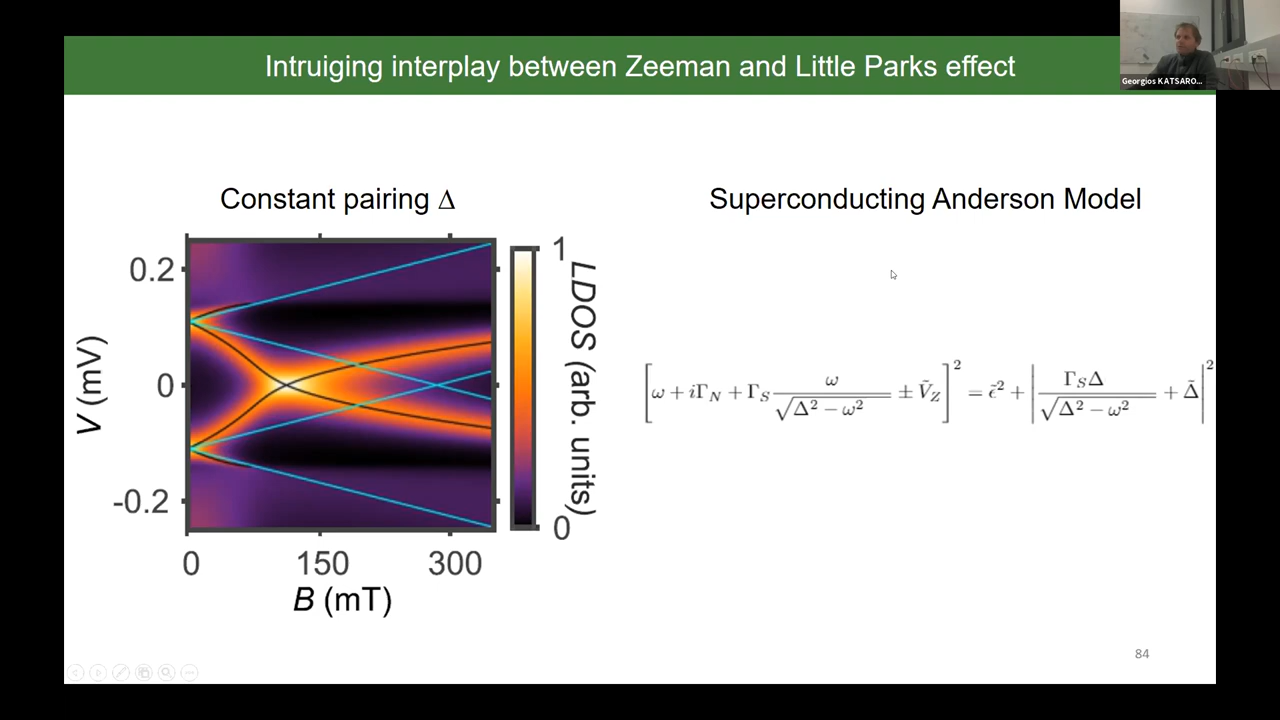 Intruiging interplay between Zeeman and Little Parks effect
Georgios KATSARO...
Constant pairing Δ
Superconducting Anderson Model
0.2
0
-0.2
V (mV)
0 150 300
B (mT)
1
0
LDOS (arb. units)
[ω + iΓ_N + Γ_S ω/√(Δ² − ω²) ± Ṽ_Z]² = ε̃² + |Γ_SΔ/√(Δ² − ω²) + Δ̃|²
84